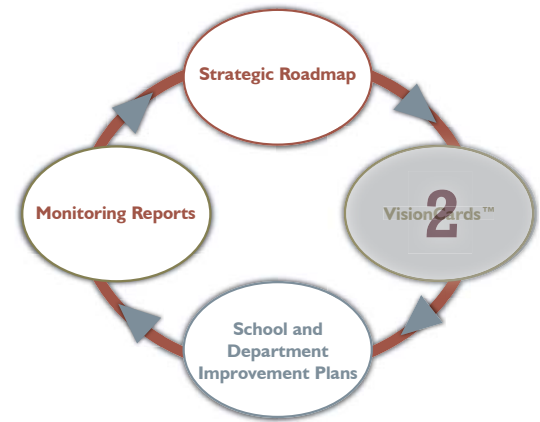 Strategic Roadmap
Monitoring Reports
VisionCards™
2
School and
Department
Improvement Plans